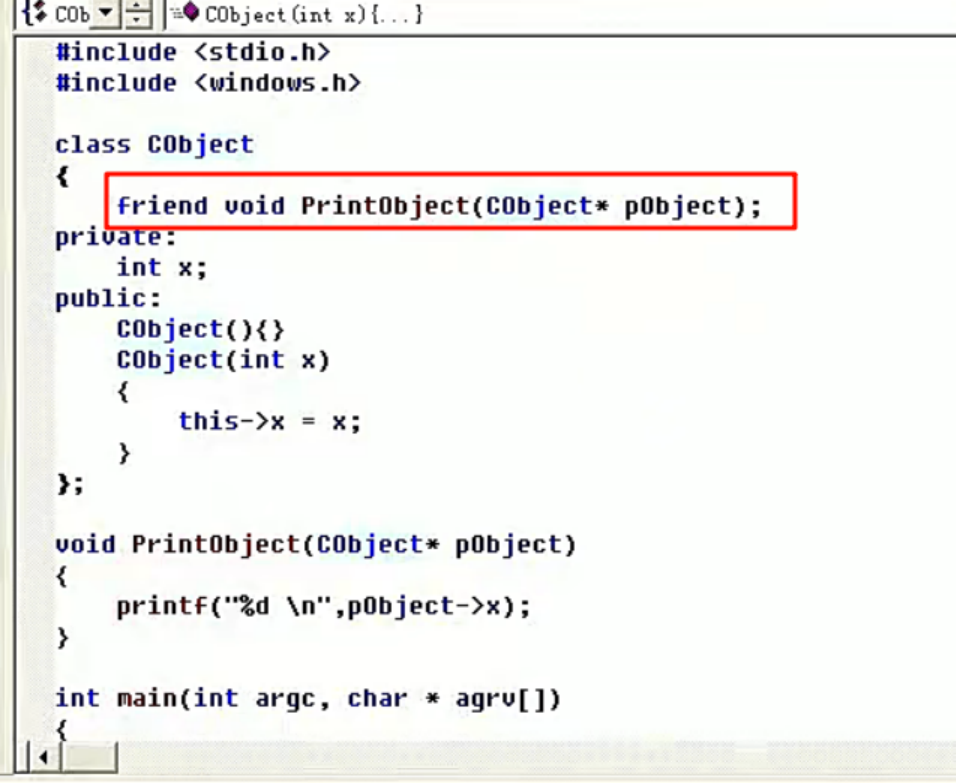 COb CObject(int x){...}
#include <stdio.h>
#include <windows.h>
class CObject
{
friend void PrintObject(CObject* pObject);
private:
int x;
public:
CObject(){}
CObject(int x)
{
this->x = x;
}
};
void PrintObject(CObject* pObject)
{
printf("%d \n",pObject->x);
}
int main(int argc, char * agrv[])
{